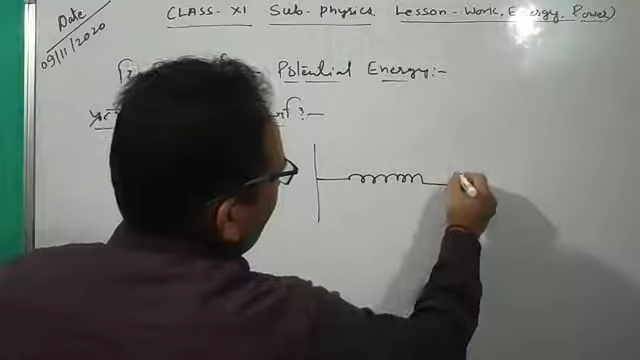 Date
09/11/2020
CLASS- XI Sub- Physics Lesson- Work, Energy, Power)
Potential Energy:-